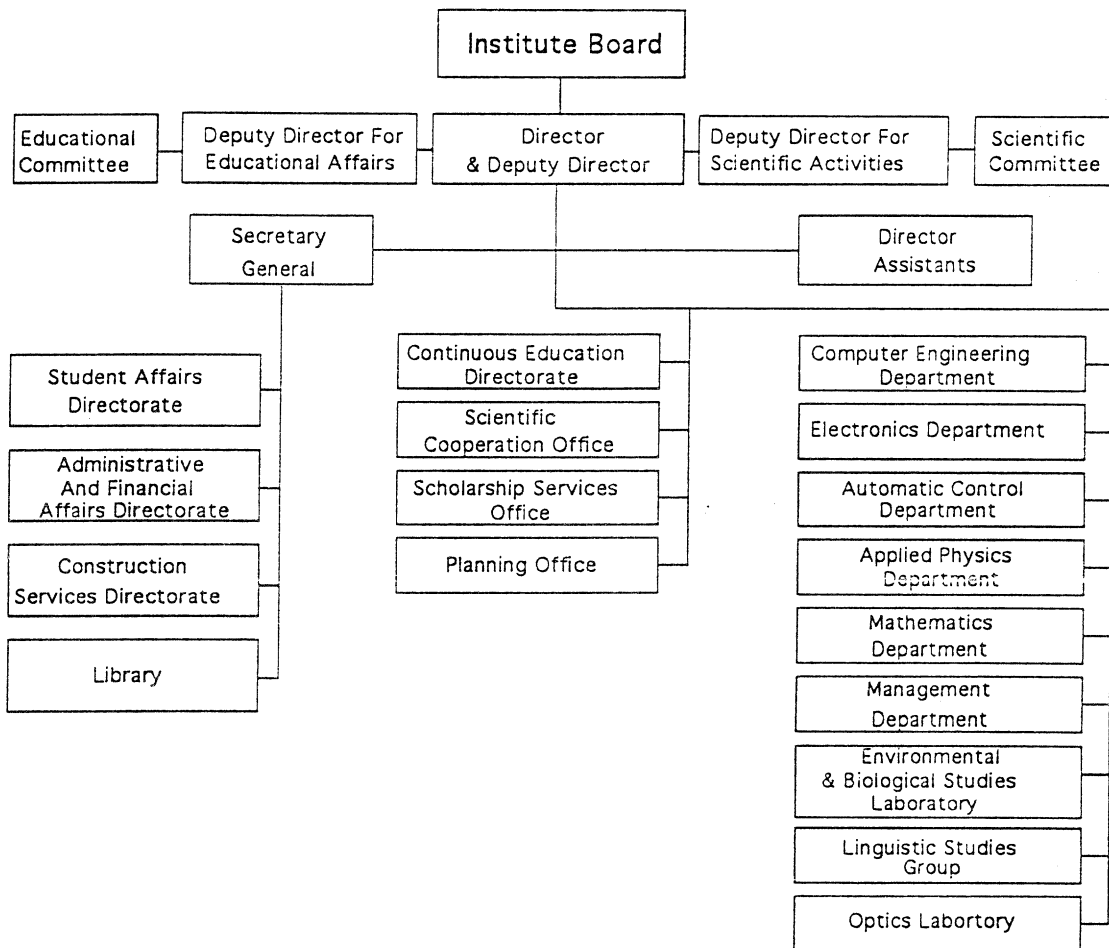 Institute Board
Educational
Committee
Deputy Director For
Educational Affairs
Director
& Deputy Director
Deputy Director For
Scientific Activities
Scientific
Committee
Secretary
General
Director
Assistants
Student Affairs
Directorate
Administrative
And Financial
Affairs Directorate
Construction
Services Directorate
Library
Continuous Education
Directorate
Scientific
Cooperation Office
Scholarship Services
Office
Planning Office
Computer Engineering
Department
Electronics Department
Automatic Control
Department
Applied Physics
Department
Mathematics
Department
Management
Department
Environmental
& Biological Studies
Laboratory
Linguistic Studies
Group
Optics Labortory